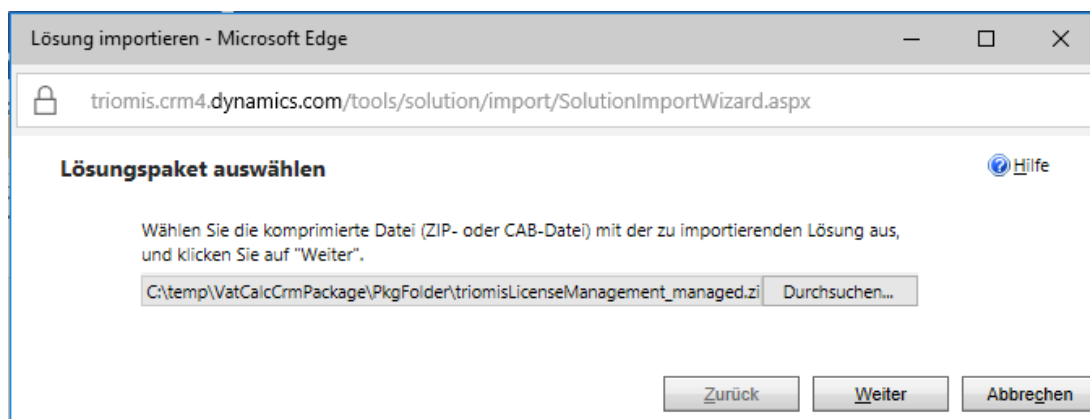 Lösung importieren - Microsoft Edge
triomis.crm4.dynamics.com/tools/solution/import/SolutionImportWizard.aspx
Lösungspaket auswählen
Hilfe
Wählen Sie die komprimierte Datei (ZIP- oder CAB-Datei) mit der zu importierenden Lösung aus,
und klicken Sie auf "Weiter".
C:\temp\VatCalcCrmPackage\PkgFolder\triomisLicenseManagement_managed.zi Durchsuchen...
Zurück Weiter Abbrechen